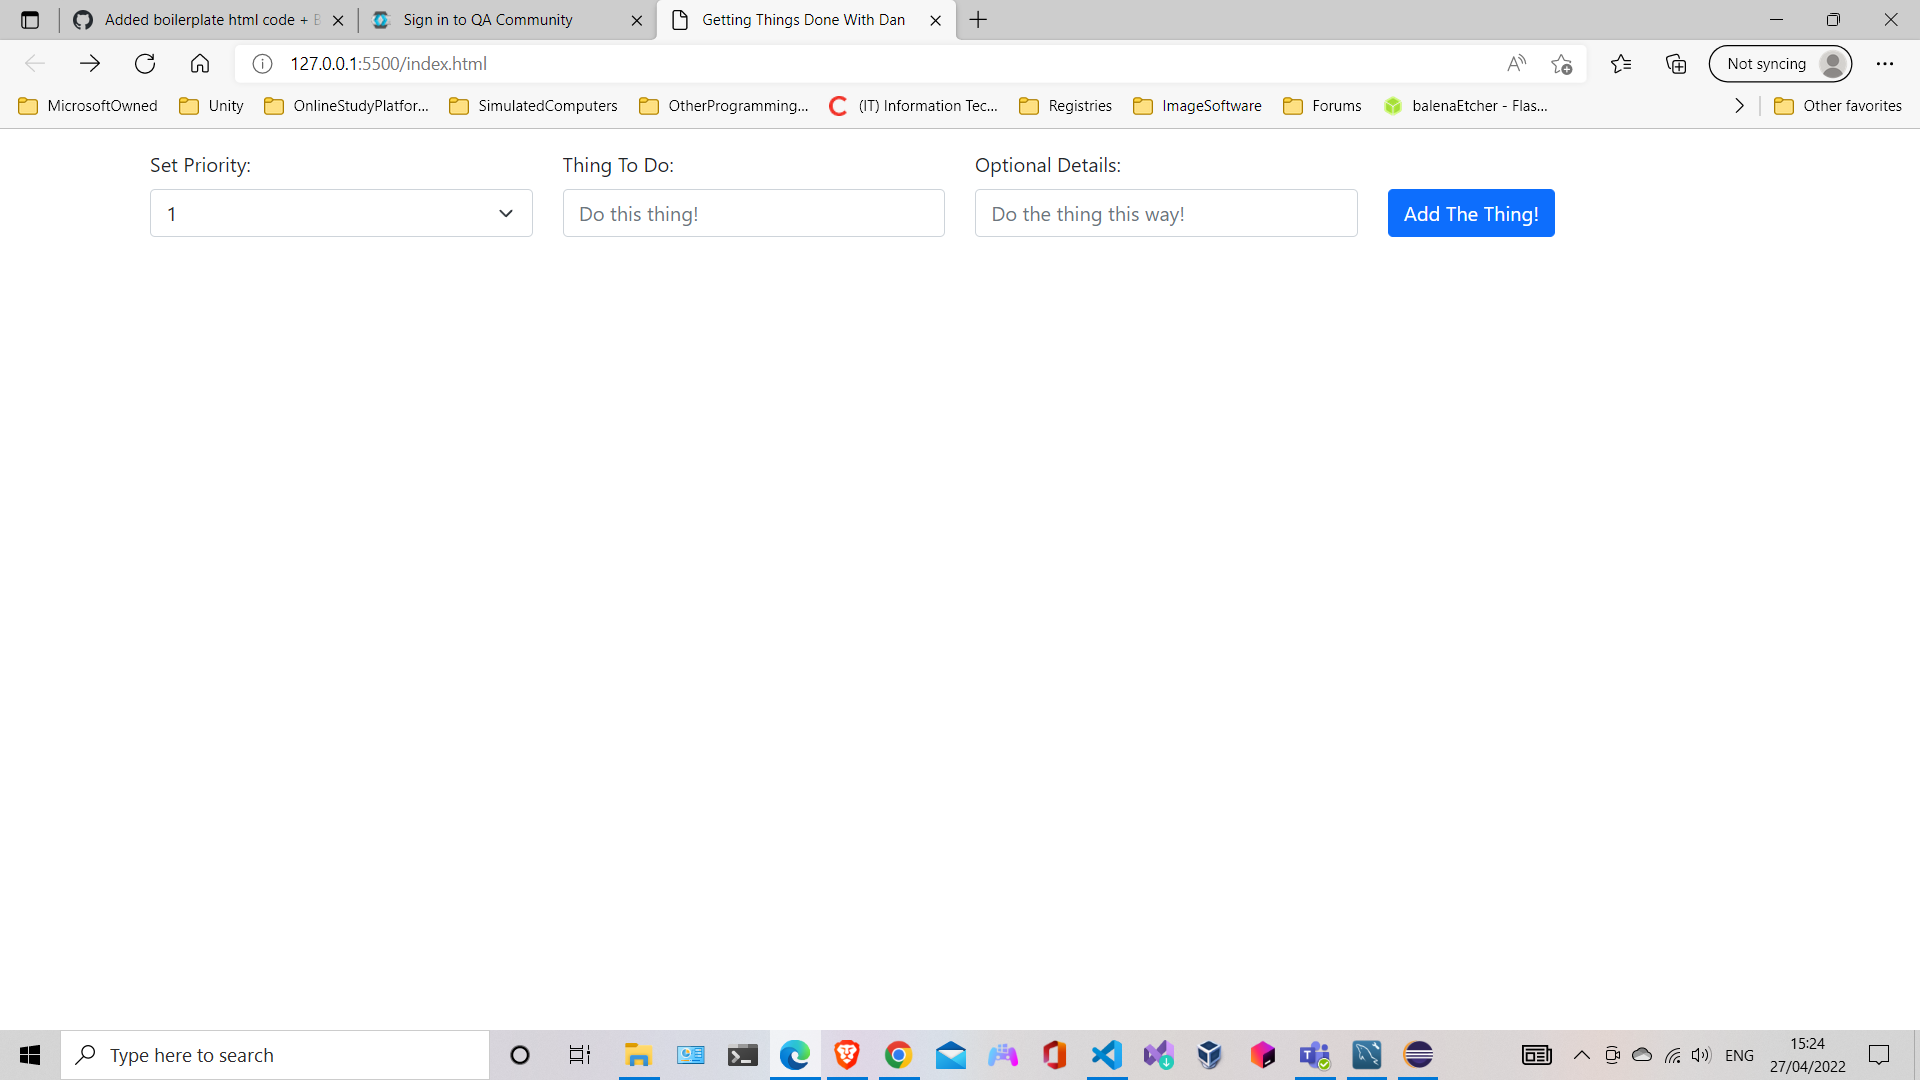 Added boilerplate html code + B
Sign in to QA Community
Getting Things Done With Dan
127.0.0.1:5500/index.html
Not syncing
MicrosoftOwned
Unity
OnlineStudyPlatfor...
SimulatedComputers
OtherProgramming...
(IT) Information Tec...
Registries
ImageSoftware
Forums
balenaEtcher - Flas...
Other favorites
Set Priority:
Thing To Do:
Optional Details:
1
Do this thing!
Do the thing this way!
Add The Thing!
Type here to search
ENG
15:24
27/04/2022